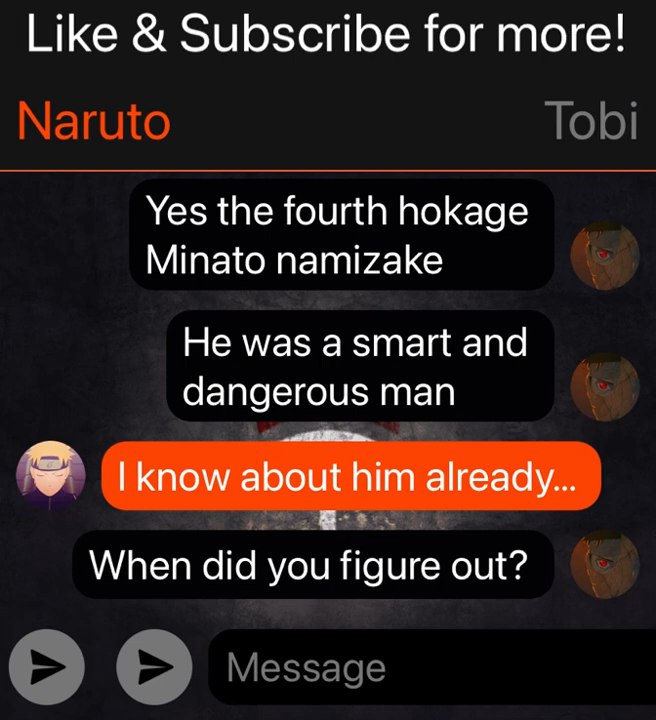 Like & Subscribe for more!
Naruto Tobi
Yes the fourth hokage
Minato namizake
He was a smart and
dangerous man
I know about him already...
When did you figure out?
Message